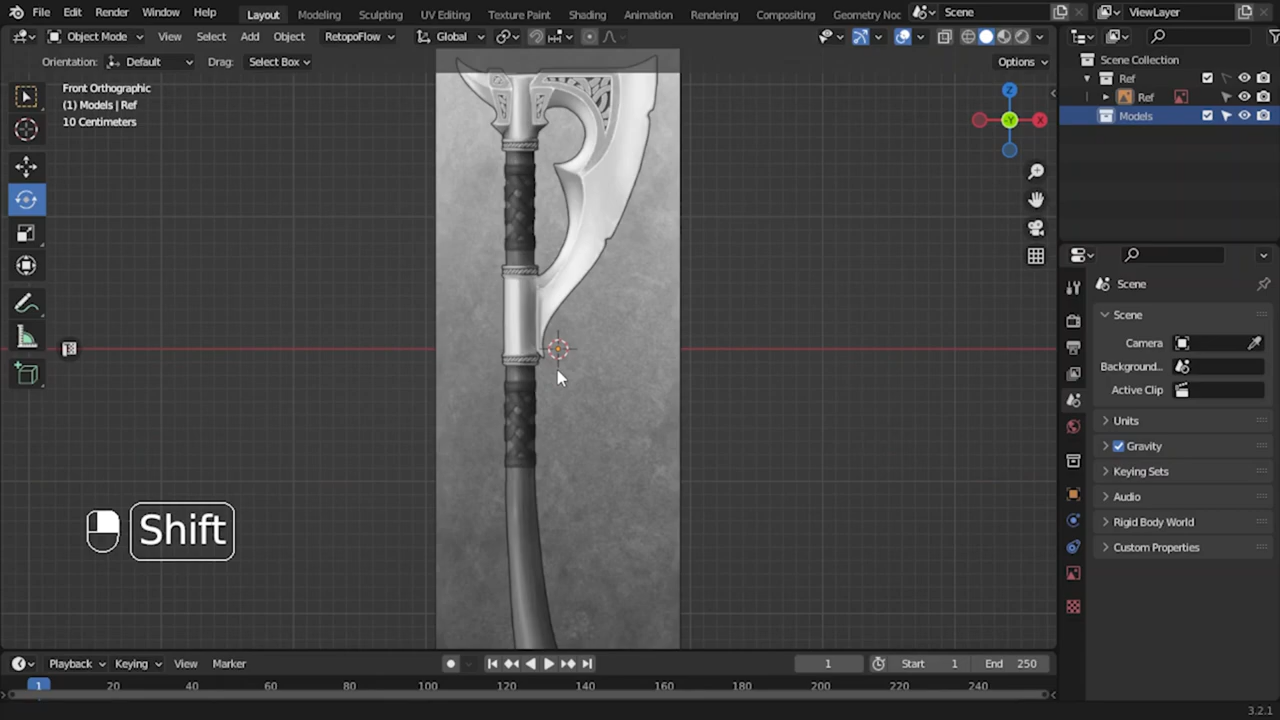 File Edit Render Window Help Layout Modeling Sculpting UV Editing Texture Paint Shading Animation Rendering Compositing Geometry Noc Scene ViewLayer
Object Mode View Select Add Object RetopoFlow Global
Orientation: Default Drag: Select Box Options
Front Orthographic
(1) Models | Ref
10 Centimeters
Z
X
-Y
Scene Collection
Ref
Ref
Models
Scene
Scene
Camera
Background...
Active Clip
Units
Gravity
Keying Sets
Audio
Rigid Body World
Custom Properties
Shift
Playback Keying View Marker 1 Start 1 End 250
1 20 40 60 80 100 120 140 160 180 200 220 240
3.2.1